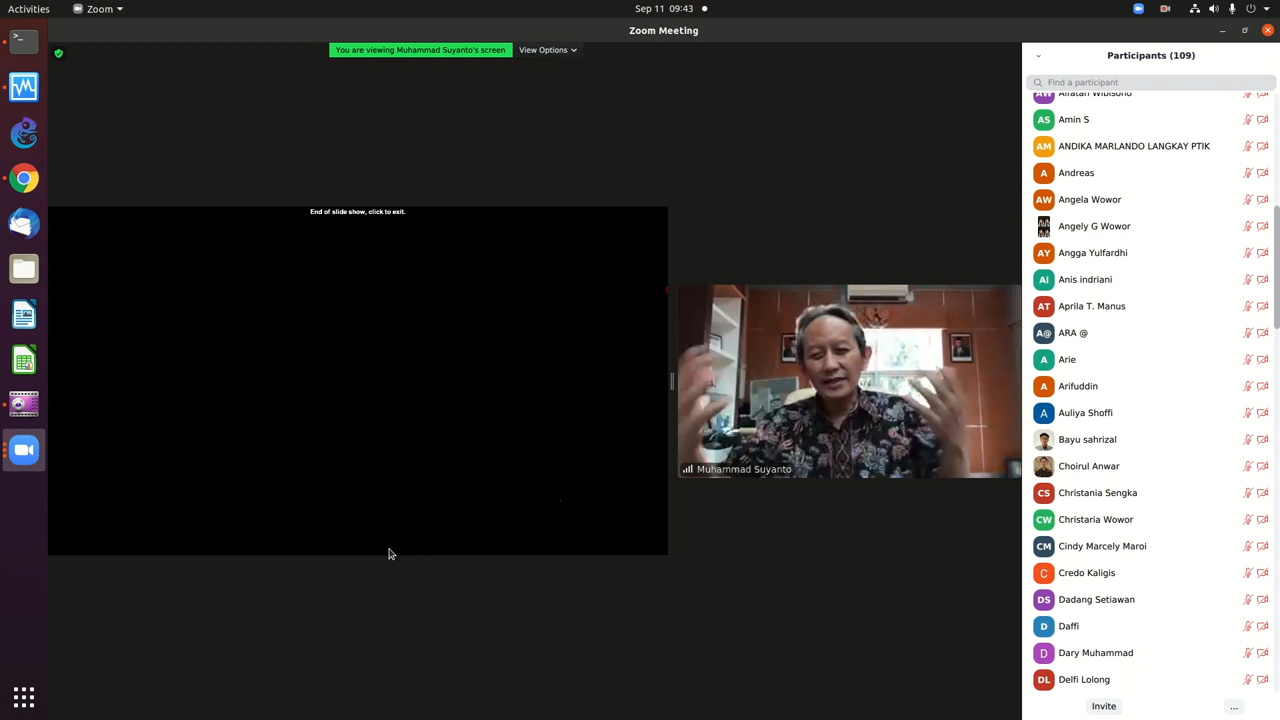 Activities
Zoom
Sep 11 09:43
Zoom Meeting
You are viewing Muhammad Suyanto's screen
View Options
Participants (109)
Find a participant
End of slide show, click to exit.
Muhammad Suyanto
AW Alfatah Wibisono
AS Amin S
AM ANDIKA MARLANDO LANGKAY PTIK
A Andreas
AW Angela Wowor
Angely G Wowor
AY Angga Yulfardhi
Ai Anis indriani
AT Aprila T. Manus
A@ ARA @
A Arie
A Arifuddin
A Auliya Shoffi
Bayu sahrizal
Choirul Anwar
CS Christania Sengka
CW Christaria Wowor
CM Cindy Marcely Maroi
C Credo Kaligis
DS Dadang Setiawan
D Daffi
D Dary Muhammad
DL Delfi Lolong
Invite
...